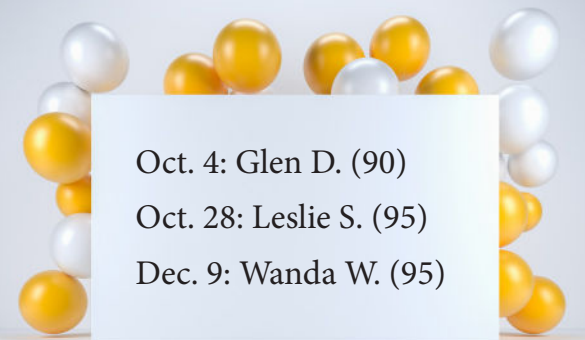 Oct. 4: Glen D. (90)
Oct. 28: Leslie S. (95)
Dec. 9: Wanda W. (95)